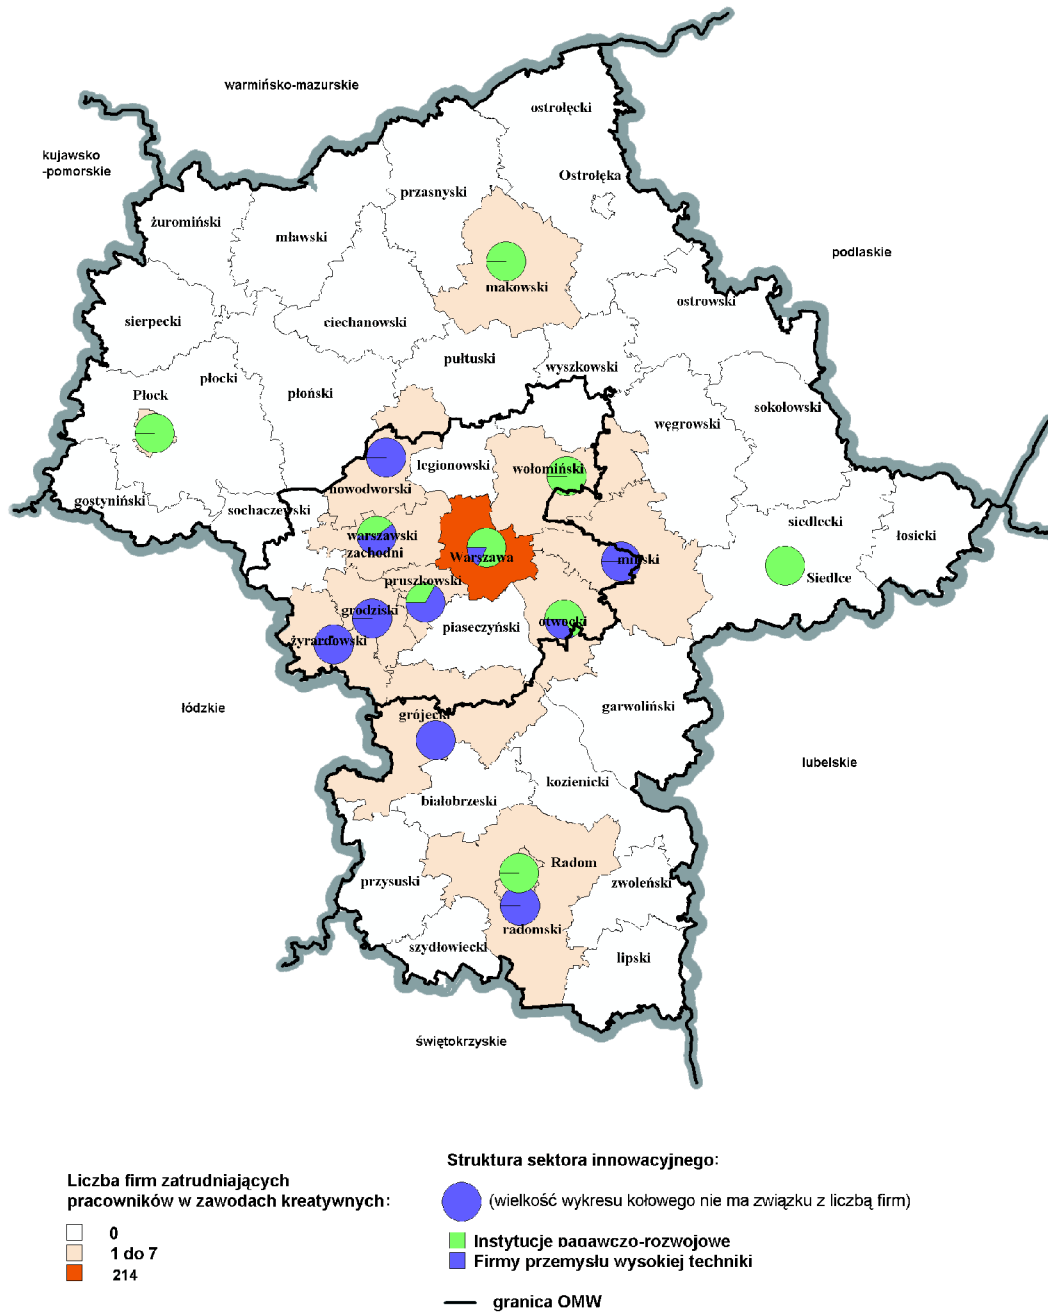 warmińsko-mazurskie
ostrołęcki
kujawsko
-pomorskie
Ostrołęka
przasnyski
żuromiński
mławski
podlaskie
makowski
ostrowski
sierpecki
ciechanowski
pułtuski
wyszkowski
płocki
płoński
Płock
sokołowski
węgrowski
legionowski
wołomiński
nowodworski
gostyniński
sochaczewski
siedlecki
łosicki
warszawski
zachodni
Warszawa
miński
Siedlce
pruszkowski
grodziski
otwocki
piaseczyński
żyrardowski
łódzkie
garwoliński
grójecki
lubelskie
kozienicki
białobrzeski
Radom
przysuski
zwoleński
radomski
szydłowiecki
lipski
świętokrzyskie
Liczba firm zatrudniających
pracowników w zawodach kreatywnych:
0
1 do 7
214
Struktura sektora innowacyjnego:
(wielkość wykresu kołowego nie ma związku z liczbą firm)
Instytucje badawczo-rozwojowe
Firmy przemysłu wysokiej techniki
granica OMW